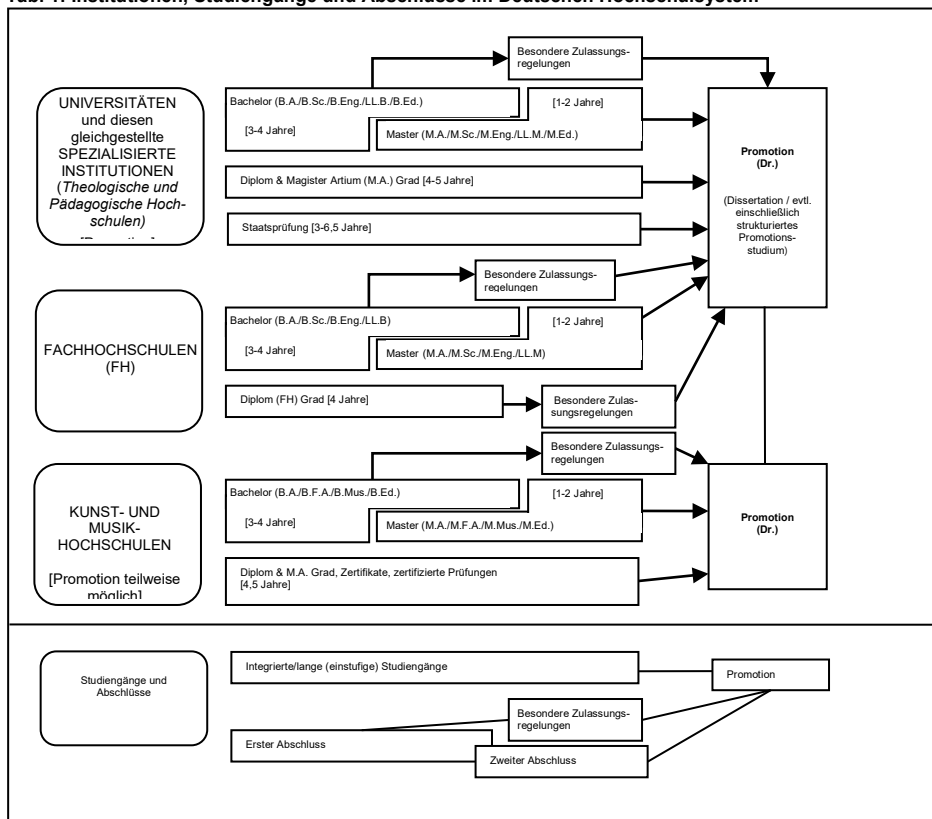 Tab. 1: Institutionen, Studiengänge und Abschlüsse im Deutschen Hochschulsystem
Besondere Zulassungs-
regelungen
UNIVERSITÄTEN
und diesen
gleichgestellte
SPEZIALISIERTE
INSTITUTIONEN
(Theologische und
Pädagogische Hoch-
schulen)
[Promotion]
Bachelor (B.A./B.Sc./B.Eng./LL.B./B.Ed.)
[3-4 Jahre]
[1-2 Jahre]
Master (M.A./M.Sc./M.Eng./LL.M./M.Ed.)
Diplom & Magister Artium (M.A.) Grad [4-5 Jahre]
Staatsprüfung [3-6,5 Jahre]
Promotion
(Dr.)
(Dissertation / evtl.
einschließlich
strukturiertes
Promotions-
studium)
Besondere Zulassungs-
regelungen
FACHHOCHSCHULEN
(FH)
Bachelor (B.A./B.Sc./B.Eng./LL.B)
[3-4 Jahre]
[1-2 Jahre]
Master (M.A./M.Sc./M.Eng./LL.M)
Diplom (FH) Grad [4 Jahre]
Besondere Zulas-
sungsregelungen
Besondere Zulassungs-
regelungen
KUNST- UND
MUSIK-
HOCHSCHULEN
[Promotion teilweise
möglich]
Bachelor (B.A./B.F.A./B.Mus./B.Ed.)
[3-4 Jahre]
[1-2 Jahre]
Master (M.A./M.F.A./M.Mus./M.Ed.)
Diplom & M.A. Grad, Zertifikate, zertifizierte Prüfungen
[4,5 Jahre]
Promotion
(Dr.)
Studiengänge und
Abschlüsse
Integrierte/lange (einstufige) Studiengänge
Promotion
Besondere Zulassungs-
regelungen
Erster Abschluss
Zweiter Abschluss